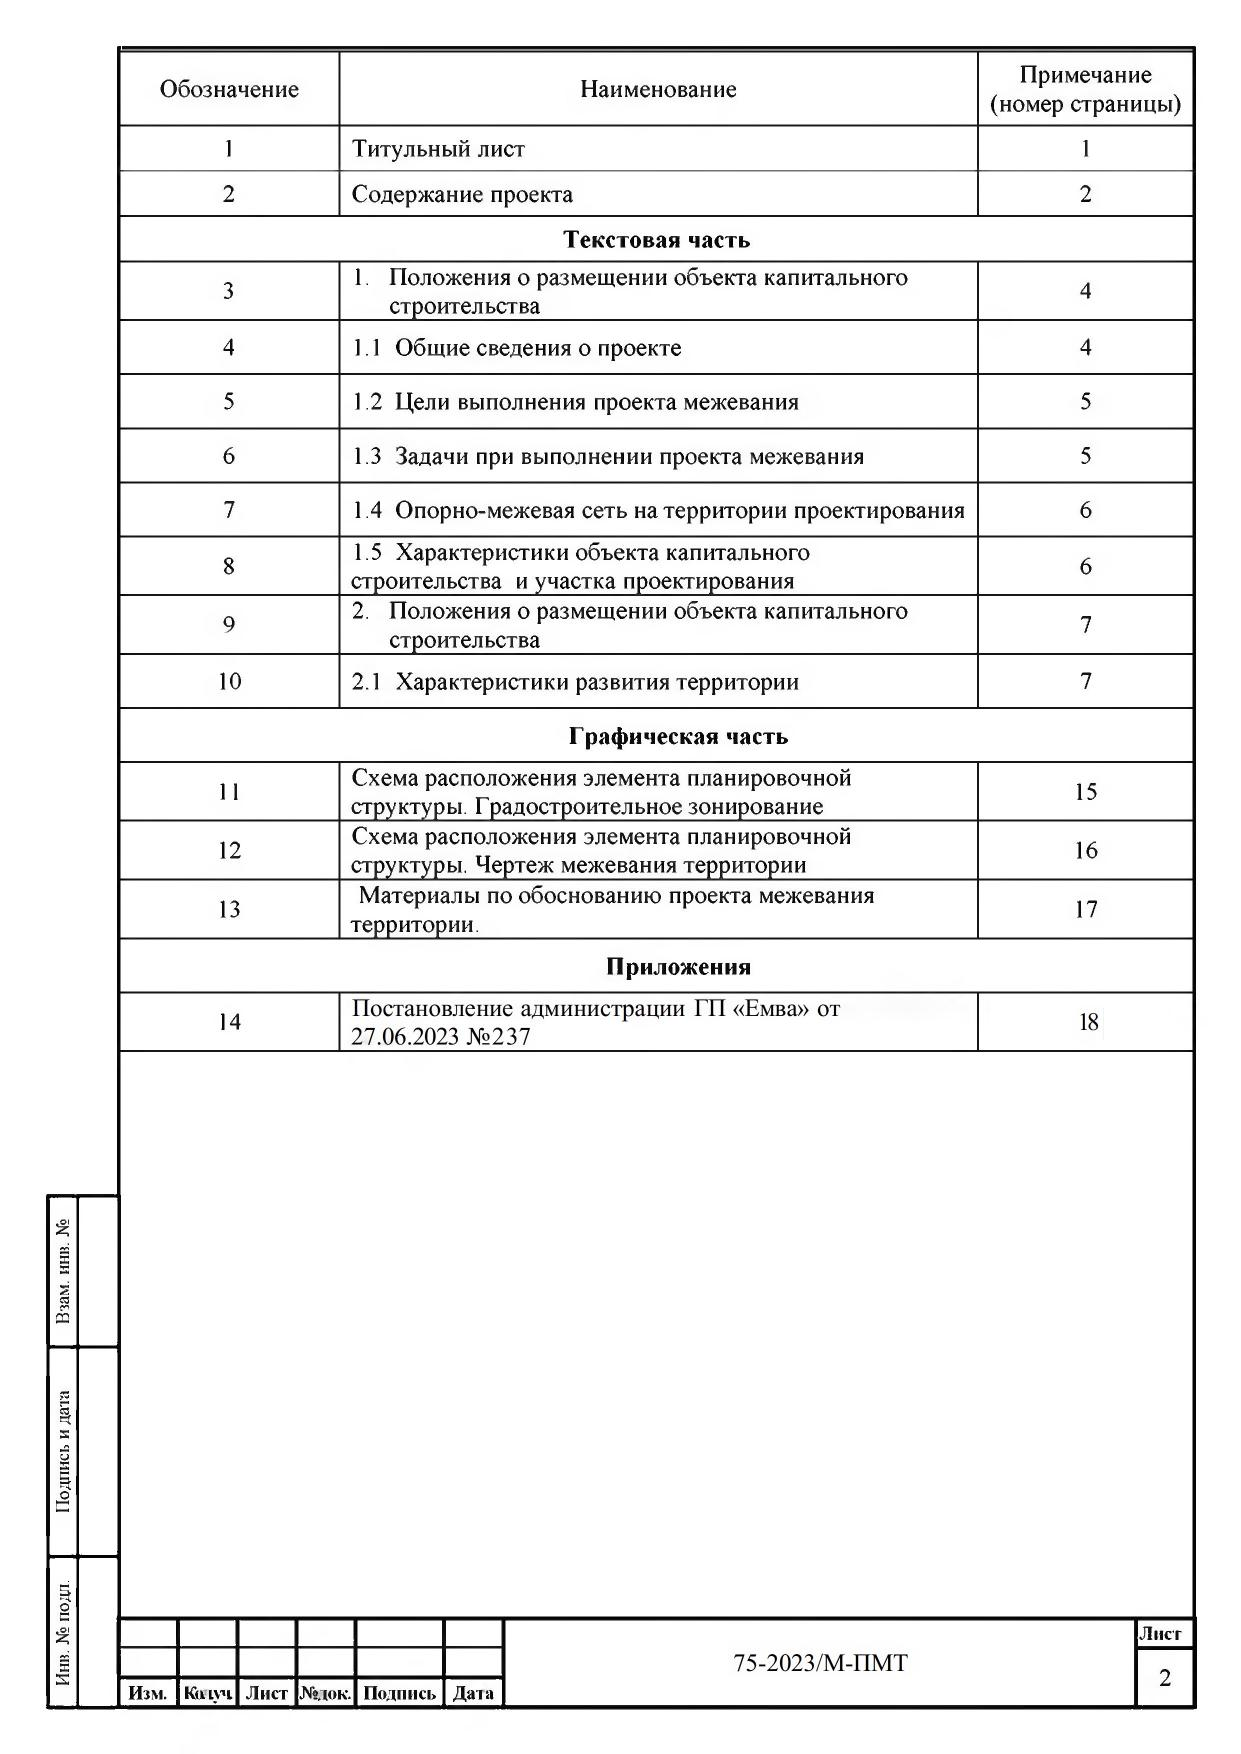 Обозначение
Наименование
Примечание
(номер страницы)
1
Титульный лист
1
2
Содержание проекта
2
Текстовая часть
3
1. Положения о размещении объекта капитального
строительства
4
4
1.1 Общие сведения о проекте
4
5
1.2 Цели выполнения проекта межевания
5
6
1.3 Задачи при выполнении проекта межевания
5
7
1.4 Опорно-межевая сеть на территории проектирования
6
8
1.5 Характеристики объекта капитального
строительства и участка проектирования
6
9
2. Положения о размещении объекта капитального
строительства
7
10
2.1 Характеристики развития территории
7
Графическая часть
11
Схема расположения элемента планировочной
структуры. Градостроительное зонирование
15
12
Схема расположения элемента планировочной
структуры. Чертеж межевания территории
16
13
Материалы по обоснованию проекта межевания
территории.
17
Приложения
14
Постановление администрации ГП «Емва» от
27.06.2023 №237
18
Взам. инв. №
Подпись и дата
Инв. № подл.
Изм.
Колуч.
Лист
№док.
Подпись
Дата
75-2023/М-ПМТ
Лист
2